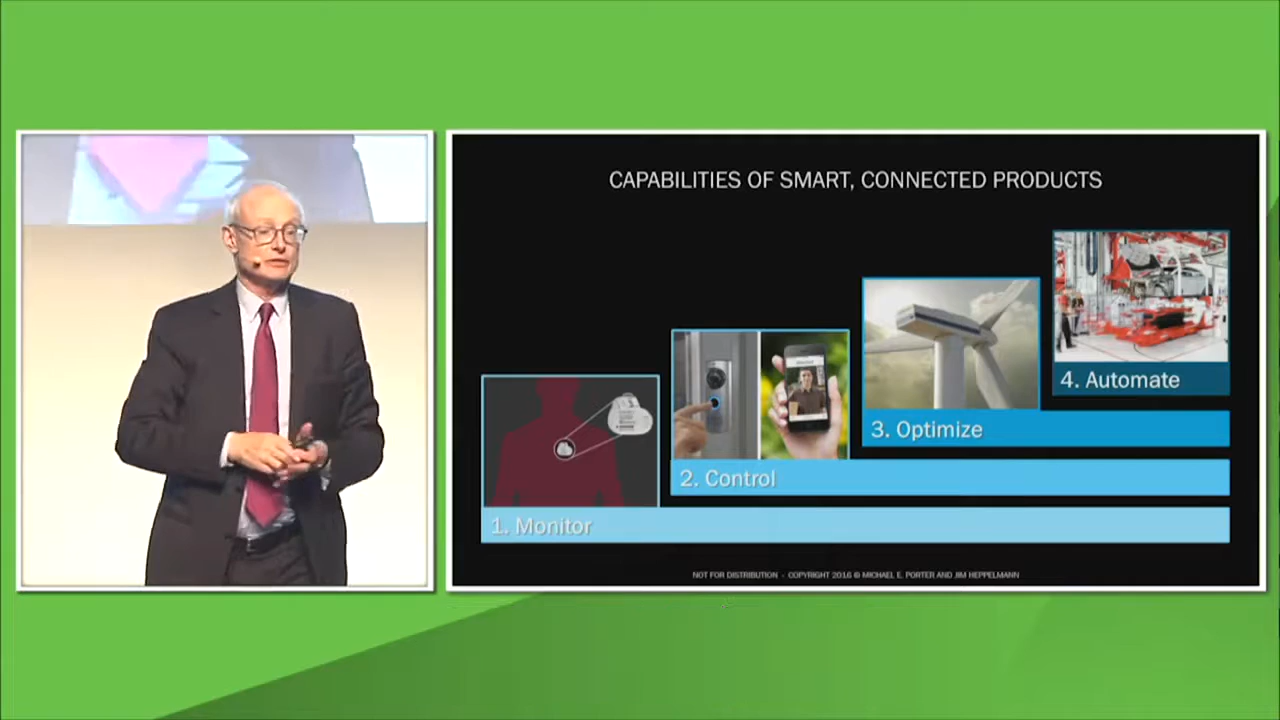 CAPABILITIES OF SMART, CONNECTED PRODUCTS
4. Automate
3. Optimize
2. Control
1. Monitor
NOT FOR DISTRIBUTION - COPYRIGHT 2016 © MICHAEL E. PORTER AND JIM HEPPELMANN